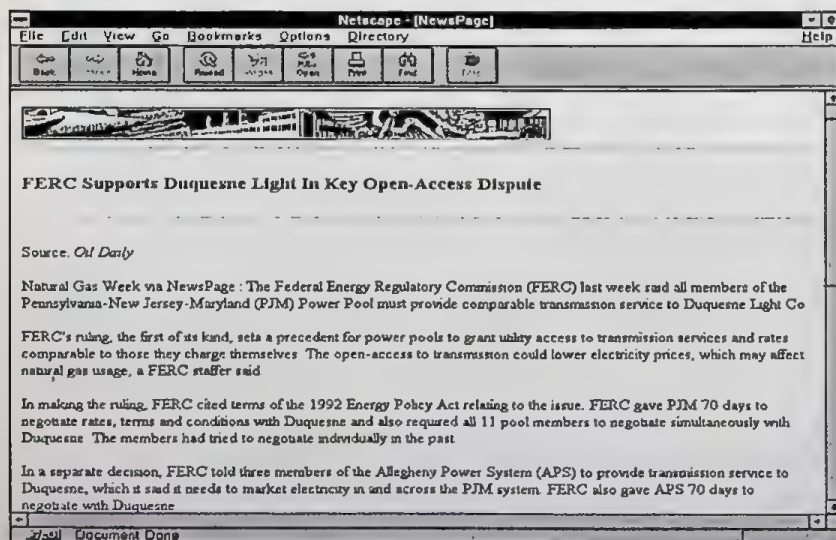 Netscape - [NewsPage]
File Edit View Go Bookmarks Options Directory Help
Back Home Reload Images Open Print Find
FERC Supports Duquesne Light In Key Open-Access Dispute
Source. Oil Daily
Natural Gas Week via NewsPage : The Federal Energy Regulatory Commission (FERC) last week said all members of the
Pennsylvania-New Jersey-Maryland (PJM) Power Pool must provide comparable transmission service to Duquesne Light Co
FERC's ruling, the first of its kind, sets a precedent for power pools to grant utility access to transmission services and rates
comparable to those they charge themselves The open-access to transmission could lower electricity prices, which may affect
natural gas usage, a FERC staffer said
In making the ruling, FERC cited terms of the 1992 Energy Policy Act relating to the issue. FERC gave PJM 70 days to
negotiate rates, terms and conditions with Duquesne and also required all 11 pool members to negotiate simultaneously with
Duquesne The members had tried to negotiate individually in the past
In a separate decision, FERC told three members of the Allegheny Power System (APS) to provide transmission service to
Duquesne, which it said it needs to market electricity in and across the PJM system FERC also gave APS 70 days to
negotiate with Duquesne
Document Done